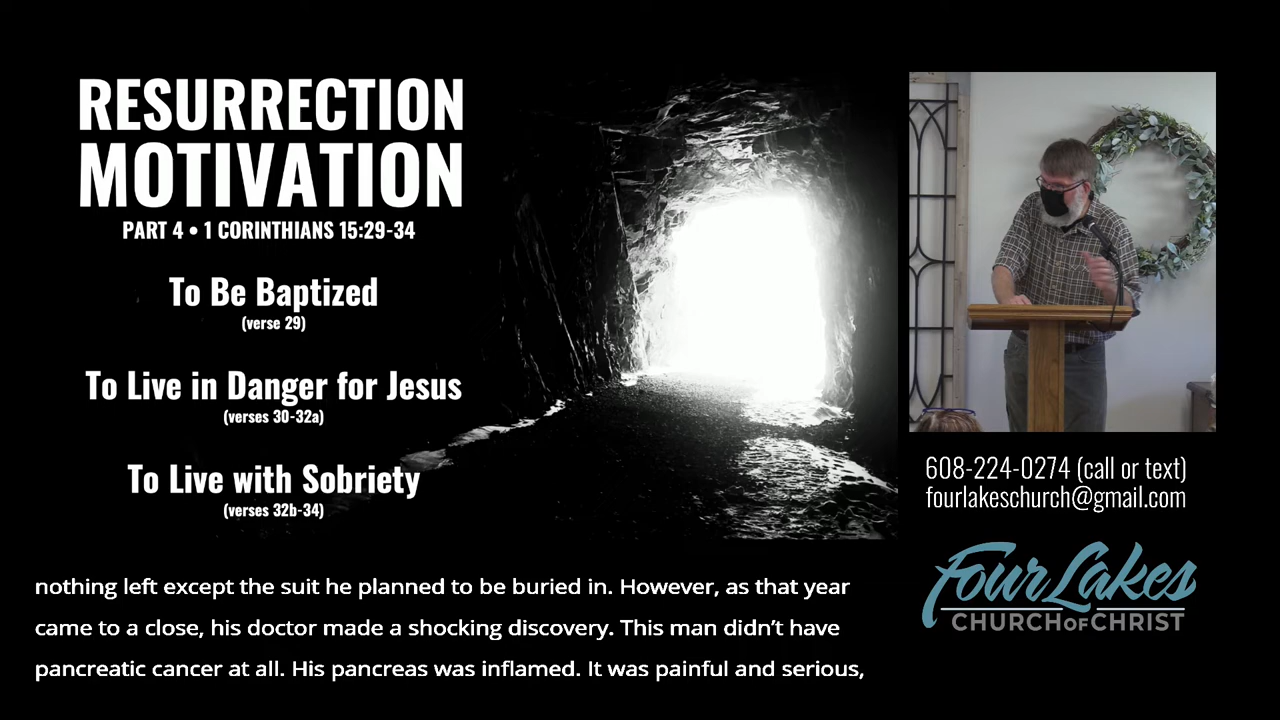 RESURRECTION
MOTIVATION
PART 4 • 1 CORINTHIANS 15:29-34
To Be Baptized
(verse 29)
To Live in Danger for Jesus
(verses 30-32a)
To Live with Sobriety
(verses 32b-34)
608-224-0274 (call or text)
fourlakeschurch@gmail.com
Four Lakes
CHURCH OF CHRIST
nothing left except the suit he planned to be buried in. However, as that year
came to a close, his doctor made a shocking discovery. This man didn’t have
pancreatic cancer at all. His pancreas was inflamed. It was painful and serious,